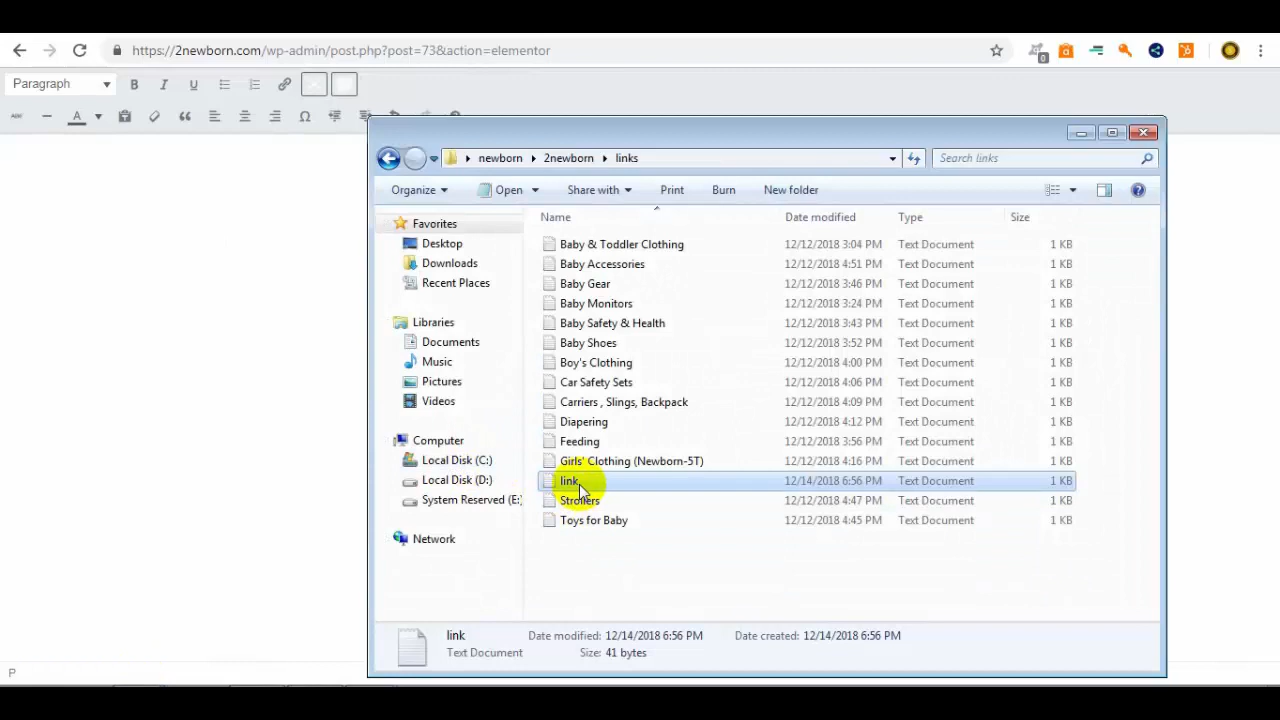 https://2newborn.com/wp-admin/post.php?post=73&action=elementor
0
Paragraph B I U
ABC A Ω
newborn 2newborn links Search links
Organize Open Share with Print Burn New folder
Favorites
Desktop
Downloads
Recent Places
Libraries
Documents
Music
Pictures
Videos
Computer
Local Disk (C:)
Local Disk (D:)
System Reserved (E:
Network
Name Date modified Type Size
Baby & Toddler Clothing 12/12/2018 3:04 PM Text Document 1 KB
Baby Accessories 12/12/2018 4:51 PM Text Document 1 KB
Baby Gear 12/12/2018 3:46 PM Text Document 1 KB
Baby Monitors 12/12/2018 3:24 PM Text Document 1 KB
Baby Safety & Health 12/12/2018 3:43 PM Text Document 1 KB
Baby Shoes 12/12/2018 3:52 PM Text Document 1 KB
Boy's Clothing 12/12/2018 4:00 PM Text Document 1 KB
Car Safety Sets 12/12/2018 4:06 PM Text Document 1 KB
Carriers , Slings, Backpack 12/12/2018 4:09 PM Text Document 1 KB
Diapering 12/12/2018 4:12 PM Text Document 1 KB
Feeding 12/12/2018 3:56 PM Text Document 1 KB
Girls' Clothing (Newborn-5T) 12/12/2018 4:16 PM Text Document 1 KB
link 12/14/2018 6:56 PM Text Document 1 KB
Strollers 12/12/2018 4:47 PM Text Document 1 KB
Toys for Baby 12/12/2018 4:45 PM Text Document 1 KB
link Date modified: 12/14/2018 6:56 PM Date created: 12/14/2018 6:56 PM
Text Document Size: 41 bytes
P